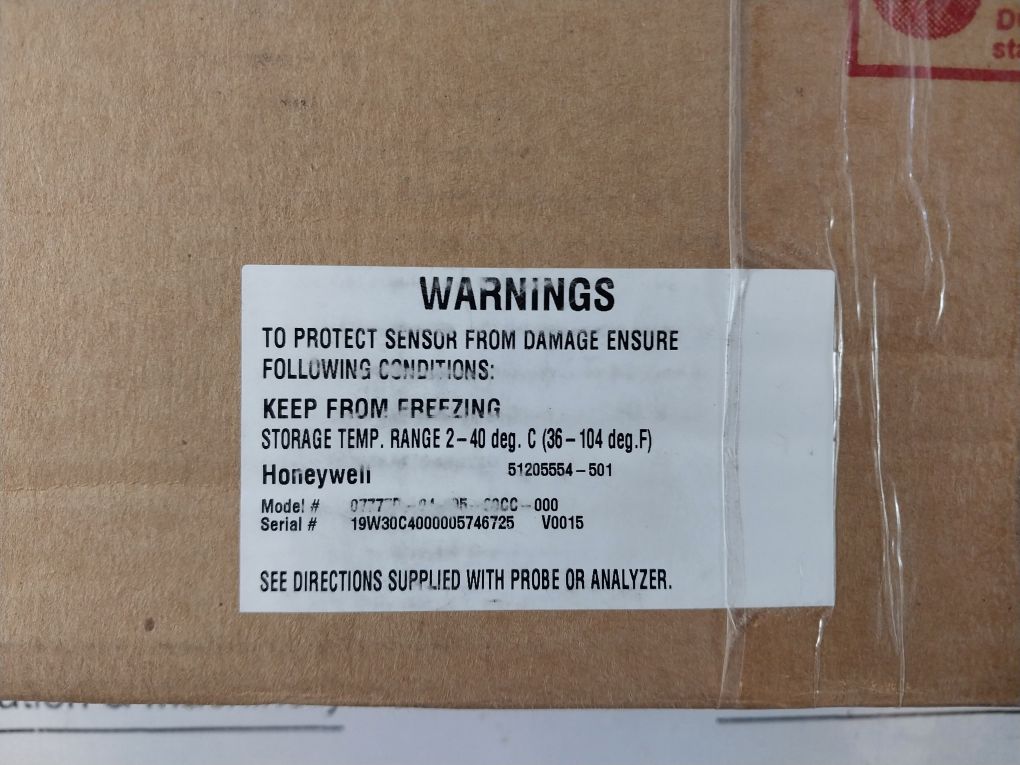 WARNINGS
TO PROTECT SENSOR FROM DAMAGE ENSURE
FOLLOWING CONDITIONS:
KEEP FROM FREEZING
STORAGE TEMP. RANGE 2-40 deg. C (36-104 deg.F)
Honeywell 51205554-501
Model # -000
Serial # 19W30C4000005746725 V0015
SEE DIRECTIONS SUPPLIED WITH PROBE OR ANALYZER.